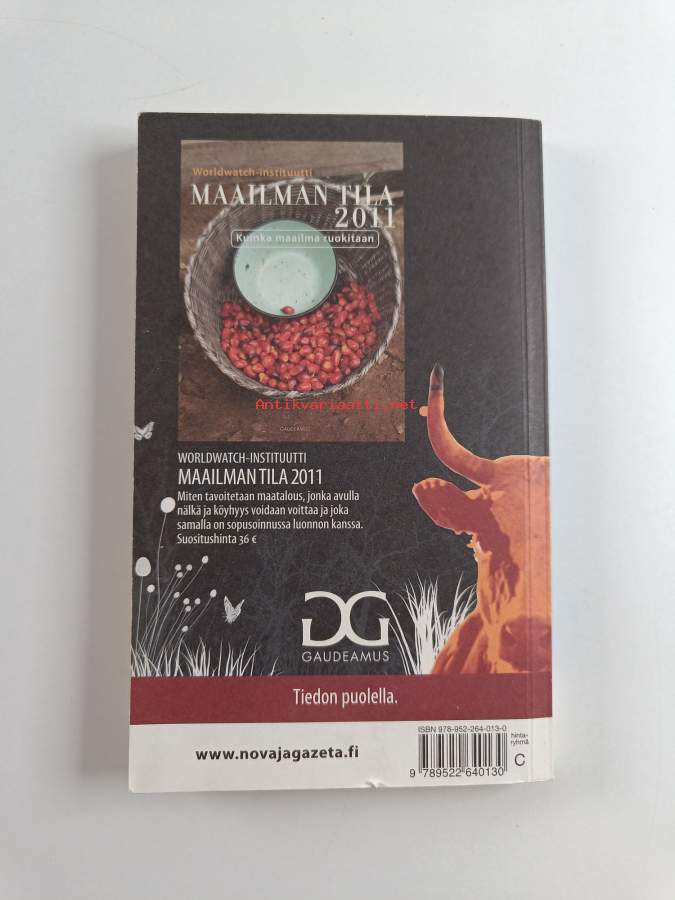 Worldwatch-instituutti
MAAILMAN TILA
2011
Kuinka maailma ruokitaan
Antikvariaatti.net
GAUDEAMUS
WORLDWATCH-INSTITUUTTI
MAAILMAN TILA 2011
Miten tavoitetaan maatalous, jonka avulla
nälkä ja köyhyys voidaan voittaa ja joka
samalla on sopusoinnussa luonnon kanssa.
Suositushinta 36 €
GG
GAUDEAMUS
Tiedon puolella.
www.novajagazeta.fi
ISBN 978-952-264-013-0
9 789522 640130
hinta-
ryhmä
C